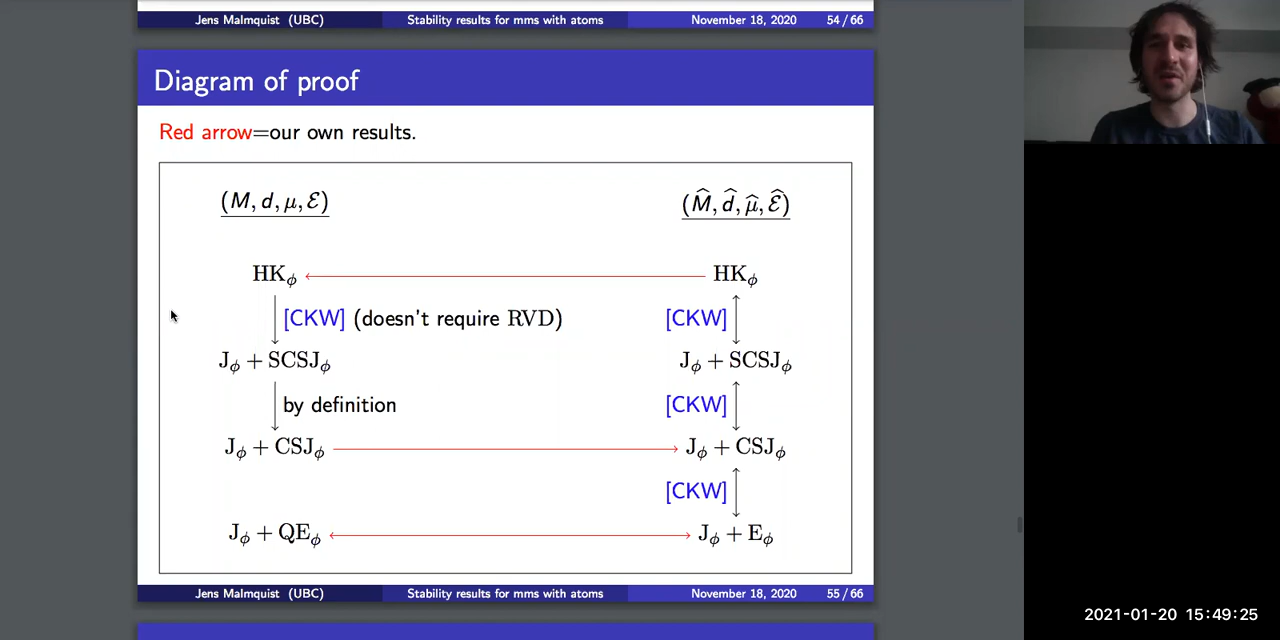 Jens Malmquist (UBC) Stability results for mms with atoms November 18, 2020 54 / 66
Diagram of proof
Red arrow=our own results.
(M, d, μ, ℰ) (M̂, d̂, μ̂, ℰ̂)
HK_ϕ HK_ϕ
[CKW] (doesn't require RVD) [CKW]
J_ϕ + SCSJ_ϕ J_ϕ + SCSJ_ϕ
by definition [CKW]
J_ϕ + CSJ_ϕ J_ϕ + CSJ_ϕ
[CKW]
J_ϕ + QE_ϕ J_ϕ + E_ϕ
Jens Malmquist (UBC) Stability results for mms with atoms November 18, 2020 55 / 66
2021-01-20 15:49:25